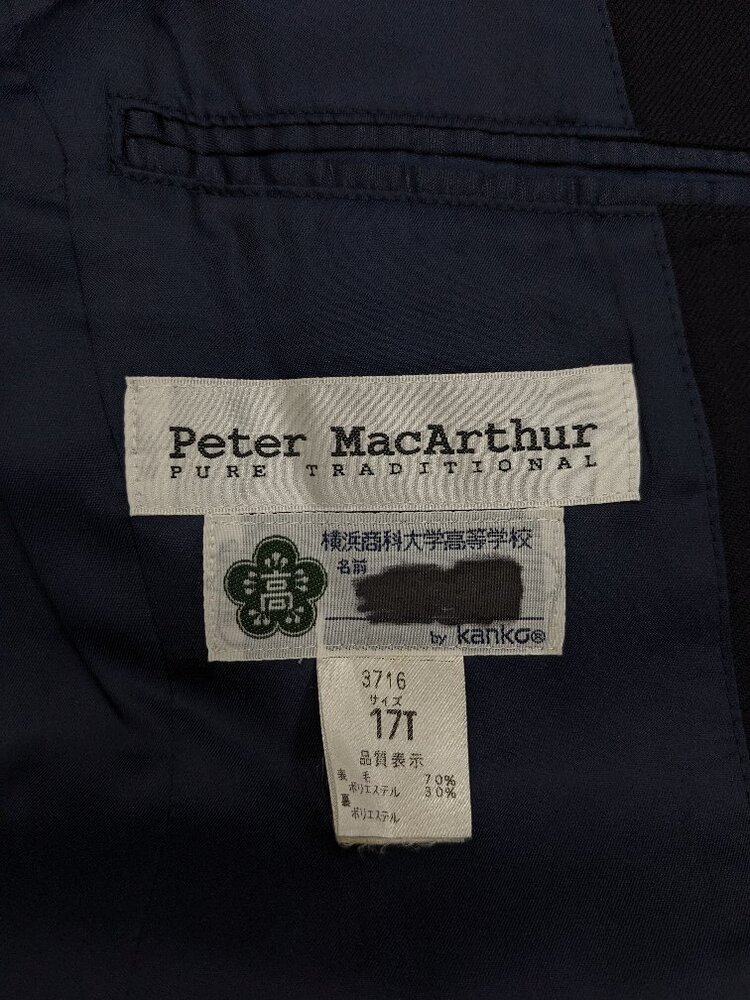 Peter MacArthur
PURE TRADITIONAL
横浜商科大学高等学校
高
名前
by kanko®
3716
サイズ
17T
品質表示
表 毛 70%
ポリエステル 30%
裏
ポリエステル